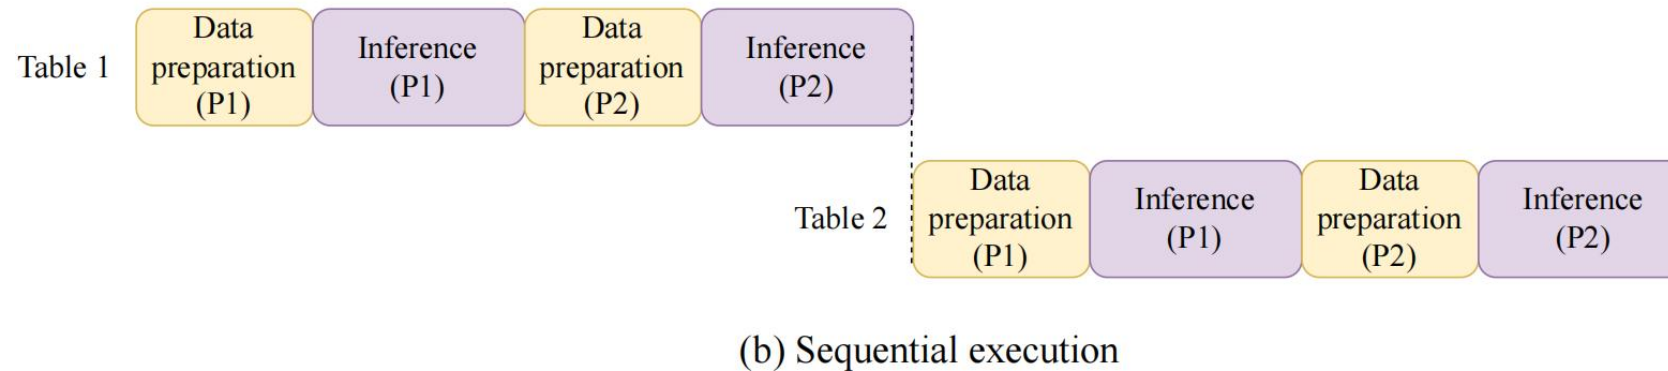 Table 1
Data
preparation
(P1)
Inference
(P1)
Data
preparation
(P2)
Inference
(P2)
Table 2
Data
preparation
(P1)
Inference
(P1)
Data
preparation
(P2)
Inference
(P2)
(b) Sequential execution